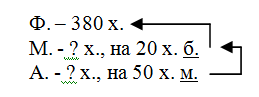 Ф. – 380 х.
М. - ? х., на 20 х. б.
А. - ? х., на 50 х. м.